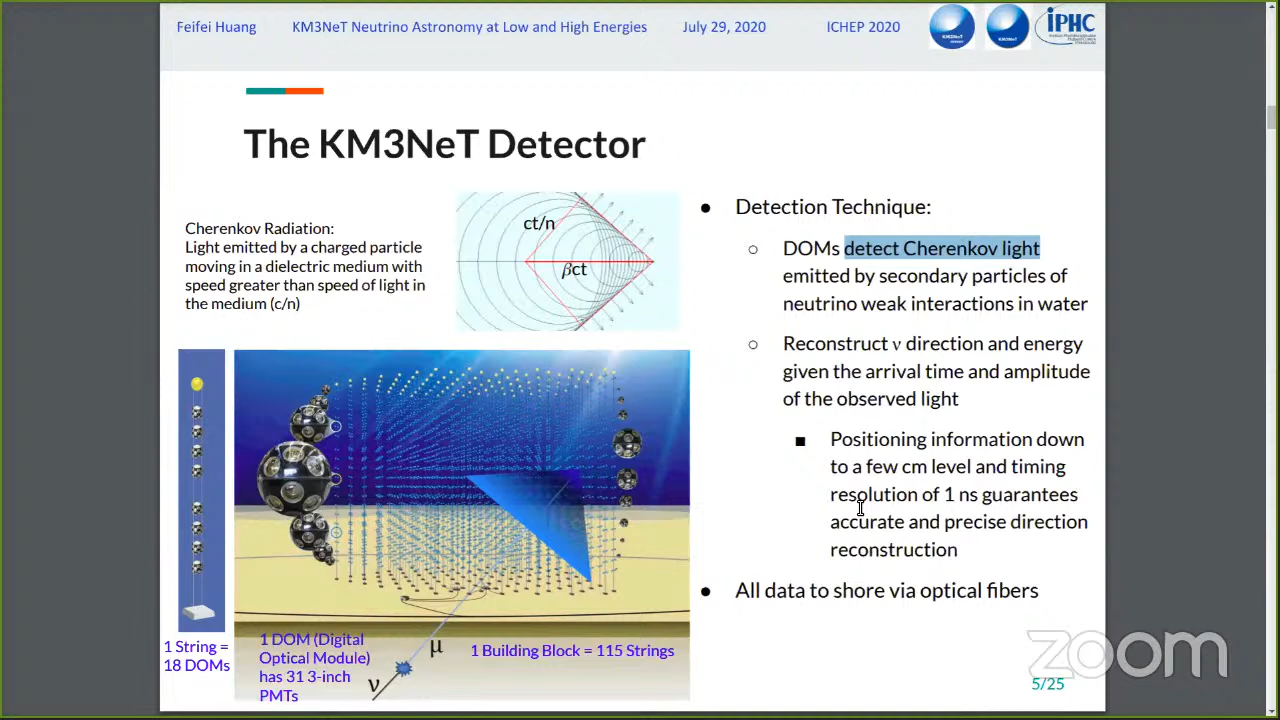 Feifei Huang KM3NeT Neutrino Astronomy at Low and High Energies July 29, 2020 ICHEP 2020
KM3NeT
KM3NeT
iPHC
The KM3NeT Detector
Cherenkov Radiation:
Light emitted by a charged particle
moving in a dielectric medium with
speed greater than speed of light in
the medium (c/n)
ct/n
βct
1 String =
18 DOMs
1 DOM (Digital
Optical Module)
has 31 3-inch
PMTs
μ
ν
1 Building Block = 115 Strings
● Detection Technique:
○ DOMs detect Cherenkov light
emitted by secondary particles of
neutrino weak interactions in water
○ Reconstruct ν direction and energy
given the arrival time and amplitude
of the observed light
■ Positioning information down
to a few cm level and timing
resolution of 1 ns guarantees
accurate and precise direction
reconstruction
● All data to shore via optical fibers
zoom
5/25